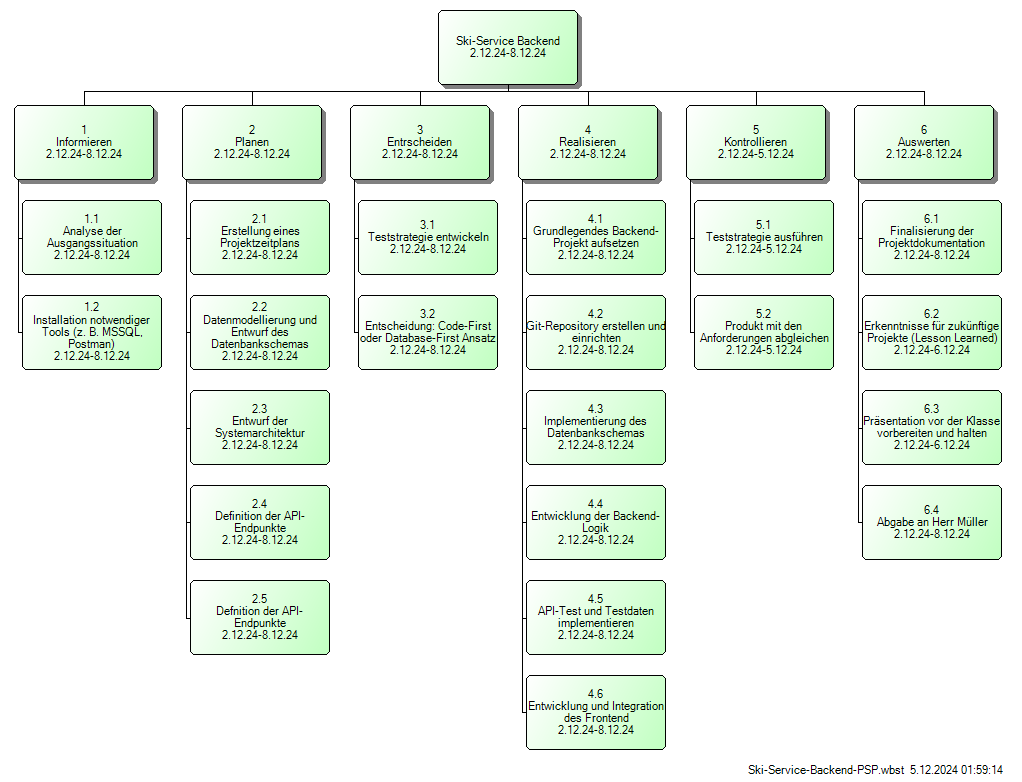 Ski-Service Backend
2.12.24-8.12.24
1
Informieren
2.12.24-8.12.24
2
Planen
2.12.24-8.12.24
3
Entrscheiden
2.12.24-8.12.24
4
Realisieren
2.12.24-8.12.24
5
Kontrollieren
2.12.24-5.12.24
6
Auswerten
2.12.24-8.12.24
1.1
Analyse der
Ausgangssituation
2.12.24-8.12.24
1.2
Installation notwendiger
Tools (z. B. MSSQL,
Postman)
2.12.24-8.12.24
2.1
Erstellung eines
Projektzeitplans
2.12.24-8.12.24
2.2
Datenmodellierung und
Entwurf des
Datenbankschemas
2.12.24-8.12.24
2.3
Entwurf der
Systemarchitektur
2.12.24-8.12.24
2.4
Definition der API-
Endpunkte
2.12.24-8.12.24
2.5
Defnition der API-
Endpunkte
2.12.24-8.12.24
3.1
Teststrategie entwickeln
2.12.24-8.12.24
3.2
Entscheidung: Code-First
oder Database-First Ansatz
2.12.24-8.12.24
4.1
Grundlegendes Backend-
Projekt aufsetzen
2.12.24-8.12.24
4.2
Git-Repository erstellen und
einrichten
2.12.24-8.12.24
4.3
Implementierung des
Datenbankschemas
2.12.24-8.12.24
4.4
Entwicklung der Backend-
Logik
2.12.24-8.12.24
4.5
API-Test und Testdaten
implementieren
2.12.24-8.12.24
4.6
Entwicklung und Integration
des Frontend
2.12.24-8.12.24
5.1
Teststrategie ausführen
2.12.24-5.12.24
5.2
Produkt mit den
Anforderungen abgleichen
2.12.24-5.12.24
6.1
Finalisierung der
Projektdokumentation
2.12.24-8.12.24
6.2
Erkenntnisse für zukünftige
Projekte (Lesson Learned)
2.12.24-6.12.24
6.3
Präsentation vor der Klasse
vorbereiten und halten
2.12.24-6.12.24
6.4
Abgabe an Herr Müller
2.12.24-8.12.24
Ski-Service-Backend-PSP.wbst 5.12.2024 01:59:14